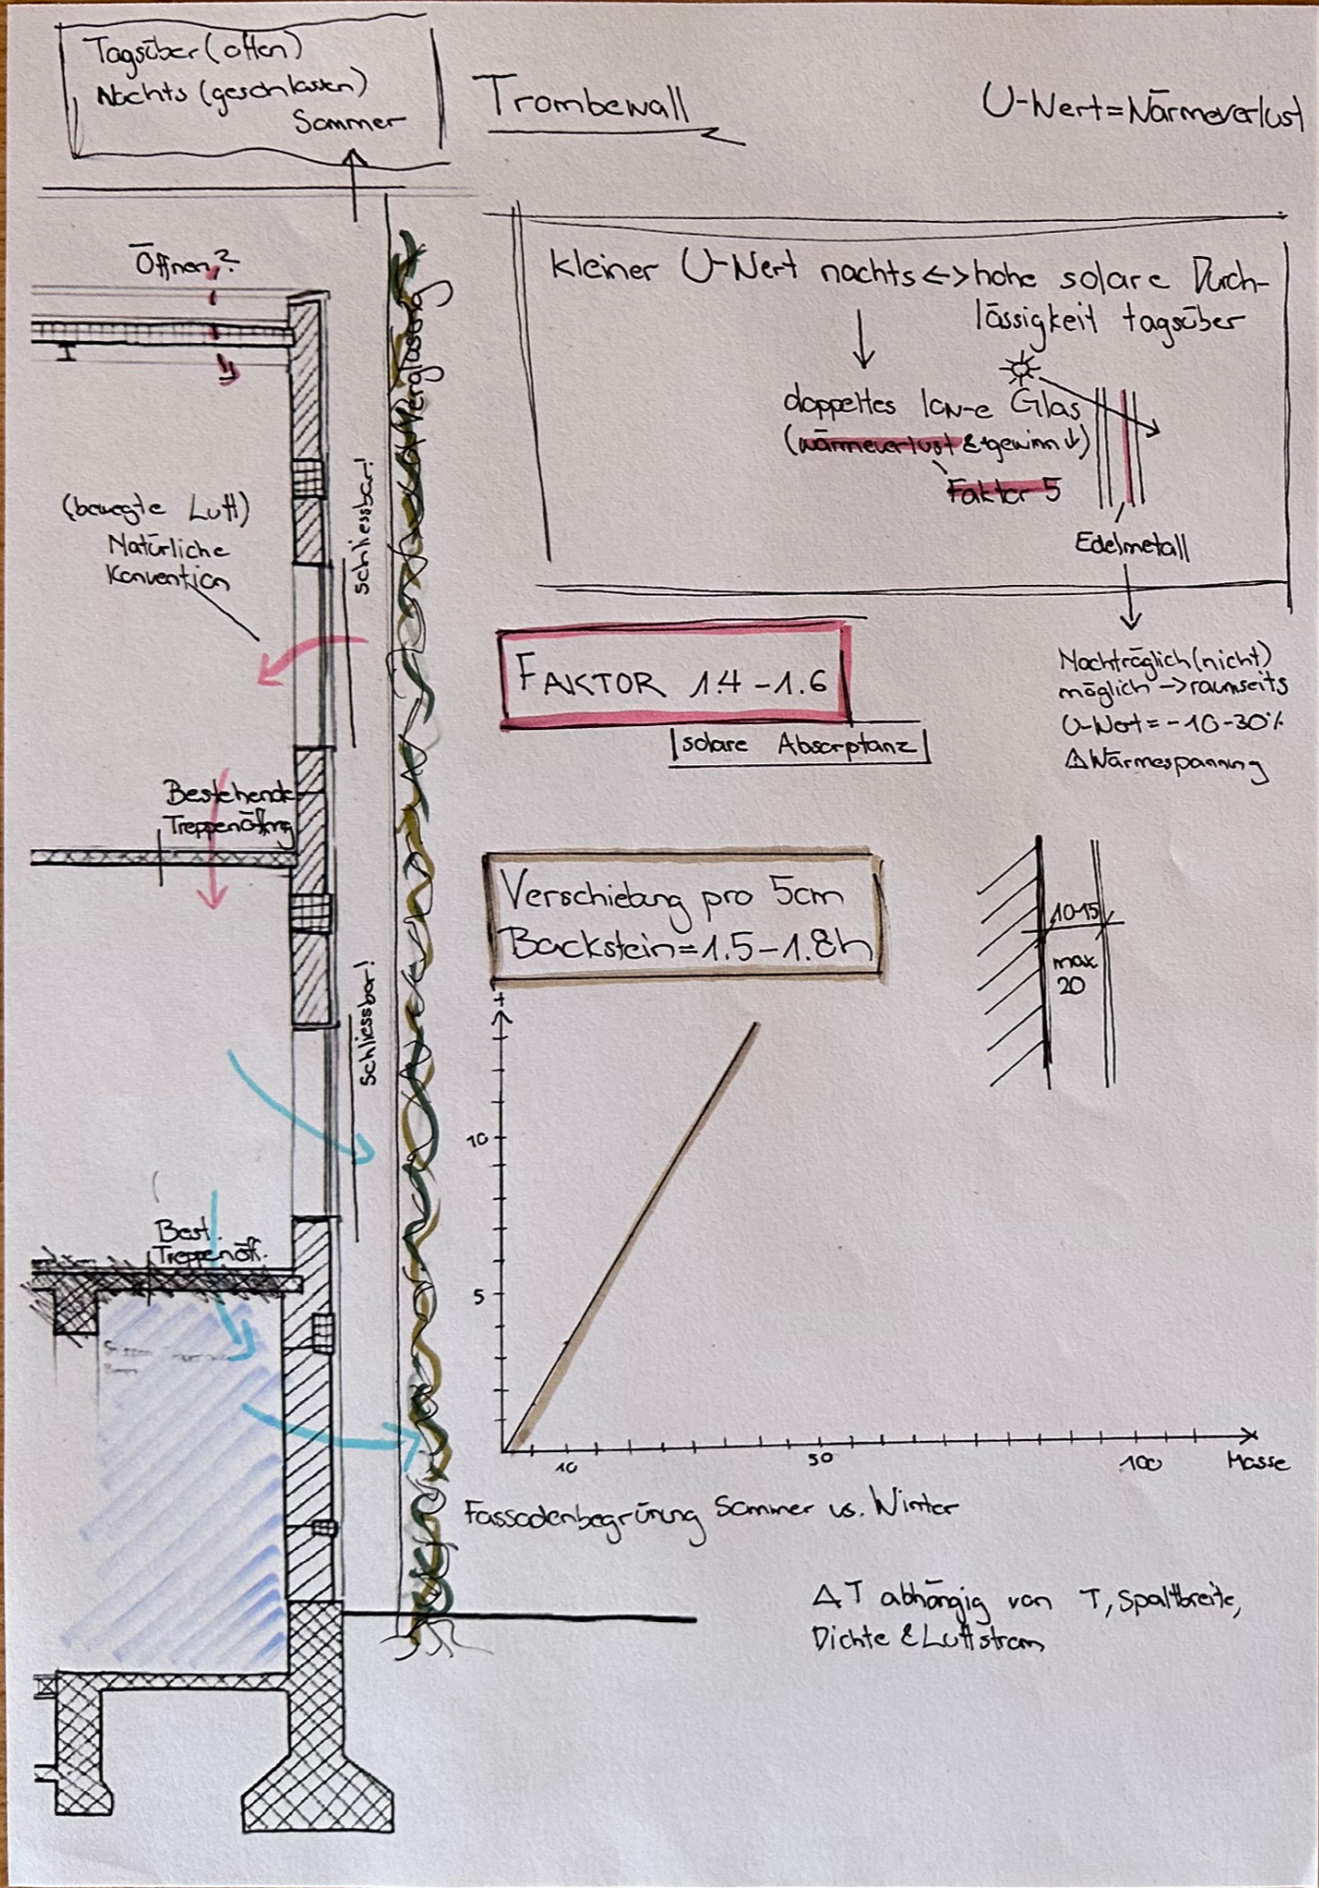 Tagsüber (offen)
Nachts (geschlossen)
Sommer
Trombewall
U-Wert = Wärmeverlust
Öffnen?
Verglasung
kleiner U-Wert nachts <-> hohe solare Durch-
lässigkeit tagsüber
doppeltes low-e Glas
(wärmeverlust & -gewinn ↓)
Faktor 5
Edelmetall
Nachträglich (nicht)
möglich -> raumseits
U-Wert = -10-30%
⚠ Wärmespannung
schliessbar!
(bewegte Luft)
Natürliche
Konvention
FAKTOR 1.4 - 1.6
solare Absorptanz
Bestehende
Treppenöffng
Verschiebung pro 5cm
Backstein = 1.5 - 1.8h
10-15
max
20
schliessbar!
+
10
5
10
50
100
Masse
Best.
Treppenöff.
Fassadenbegrünung Sommer vs. Winter
ΔT abhängig von T, Spaltbreite,
Dichte & Luftstrom